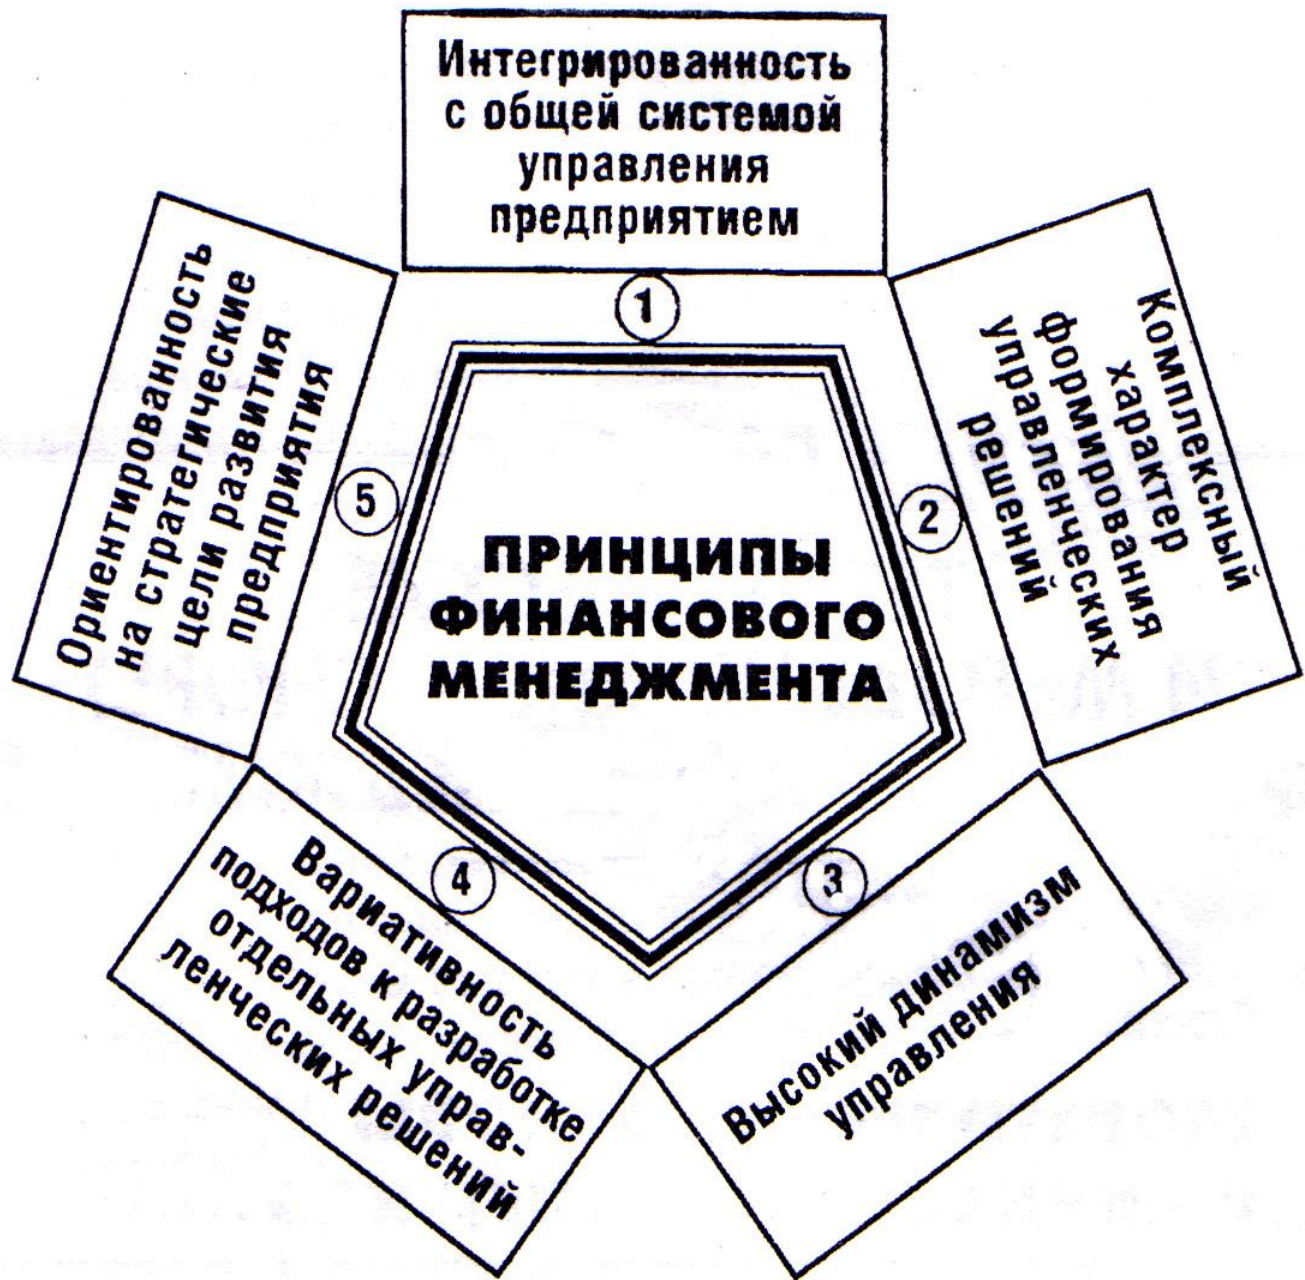 Интегрированность
с общей системой
управления
предприятием
1
Комплексный
характер
формирования
управленческих
решений
2
ПРИНЦИПЫ
ФИНАНСОВОГО
МЕНЕДЖМЕНТА
3
Высокий динамизм
управления
4
Вариативность
подходов к разработке
отдельных управ-
ленческих решений
5
Ориентированность
на стратегические
цели развития
предприятия